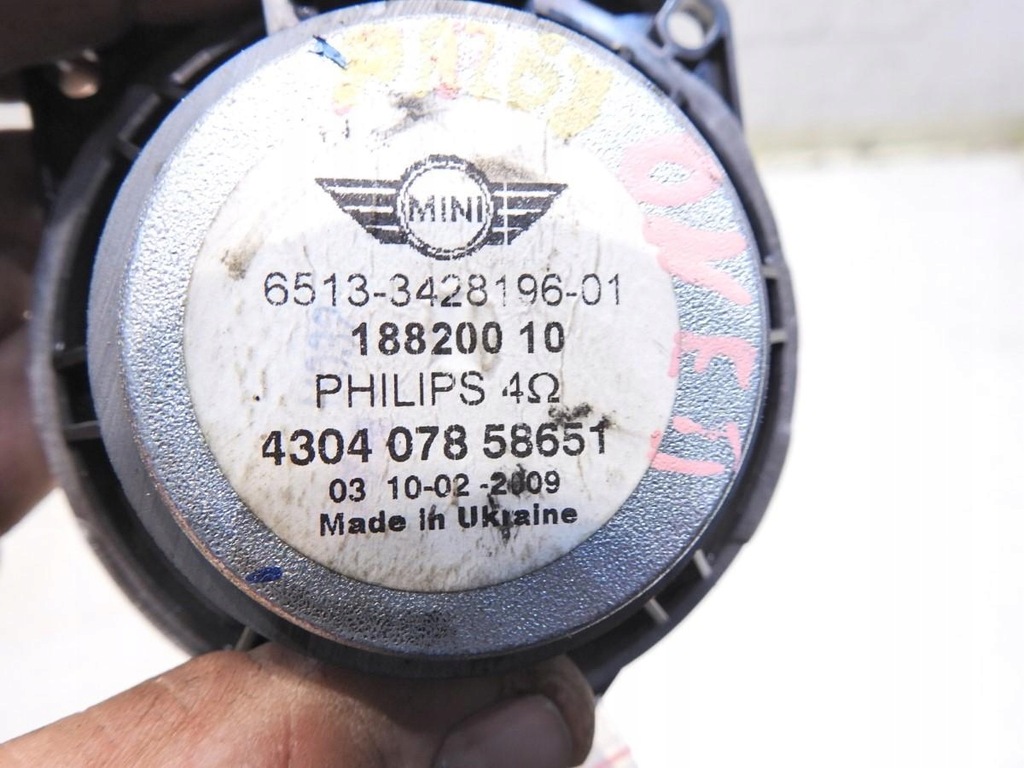 MINI
6513-3428196-01
188200 10
PHILIPS 4Ω
4304 078 58651
03 10-02-2009
Made in Ukraine